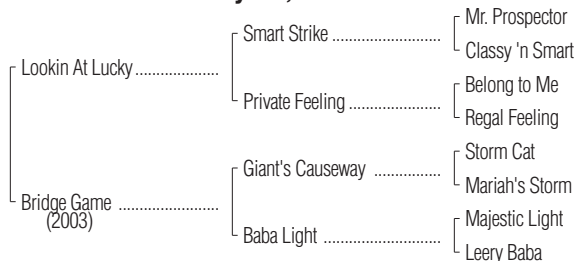 Mr. Prospector
Smart Strike ........................
Classy 'n Smart
Lookin At Lucky..................
Belong to Me
Private Feeling .....................
Regal Feeling
Storm Cat
Giant's Causeway ...............
Mariah's Storm
Bridge Game ......................
(2003)
Majestic Light
Baba Light ...........................
Leery Baba